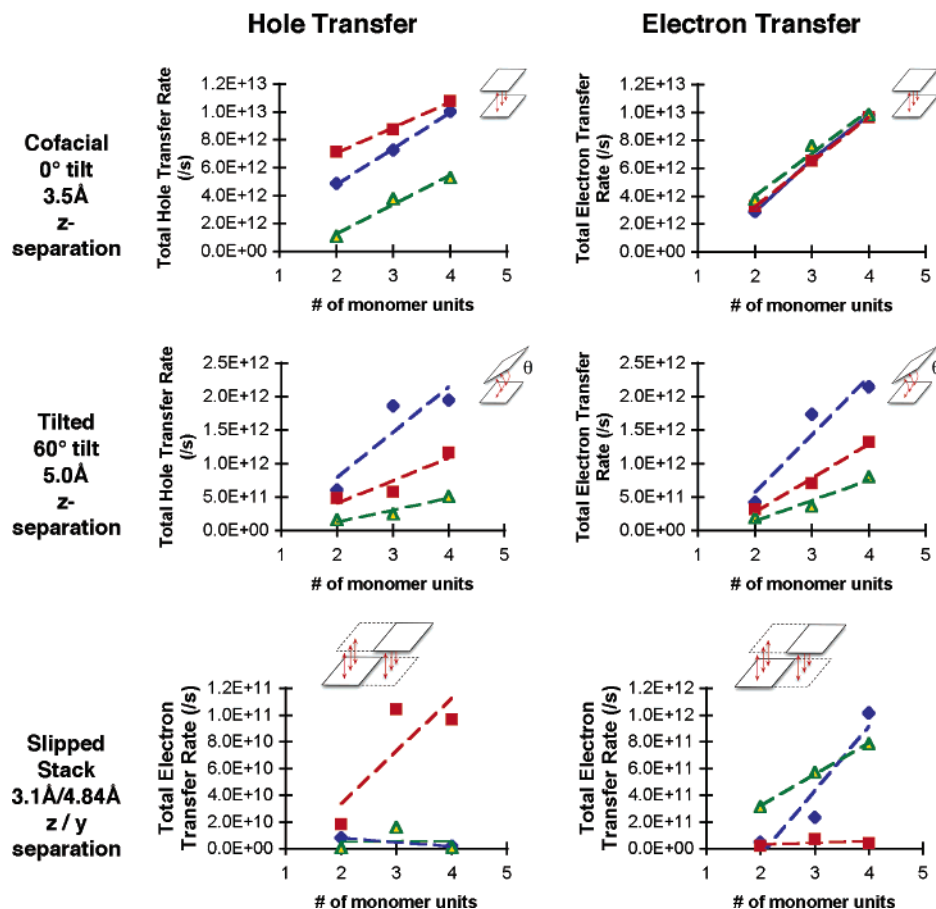 Hole Transfer
Electron Transfer
Cofacial
0° tilt
3.5Å
z-
separation
Total Hole Transfer Rate
(/s)
1.2E+13
1.0E+13
8.0E+12
6.0E+12
4.0E+12
2.0E+12
0.0E+00
1 2 3 4 5
# of monomer units
Total Electron Transfer
Rate (/s)
1.2E+13
1.0E+13
8.0E+12
6.0E+12
4.0E+12
2.0E+12
0.0E+00
1 2 3 4 5
# of monomer units
Tilted
60° tilt
5.0Å
z-
separation
Total Hole Transfer Rate
(/s)
2.5E+12
2.0E+12
1.5E+12
1.0E+12
5.0E+11
0.0E+00
1 2 3 4 5
# of monomer units
θ
Total Electron Transfer
Rate (/s)
2.5E+12
2.0E+12
1.5E+12
1.0E+12
5.0E+11
0.0E+00
1 2 3 4 5
# of monomer units
θ
Slipped
Stack
3.1Å/4.84Å
z / y
separation
Total Electron
Transfer Rate (/s)
1.2E+11
1.0E+11
8.0E+10
6.0E+10
4.0E+10
2.0E+10
0.0E+00
1 2 3 4 5
# of monomer units
Total Electron
Transfer Rate (/s)
1.2E+12
1.0E+12
8.0E+11
6.0E+11
4.0E+11
2.0E+11
0.0E+00
1 2 3 4 5
# of monomer units